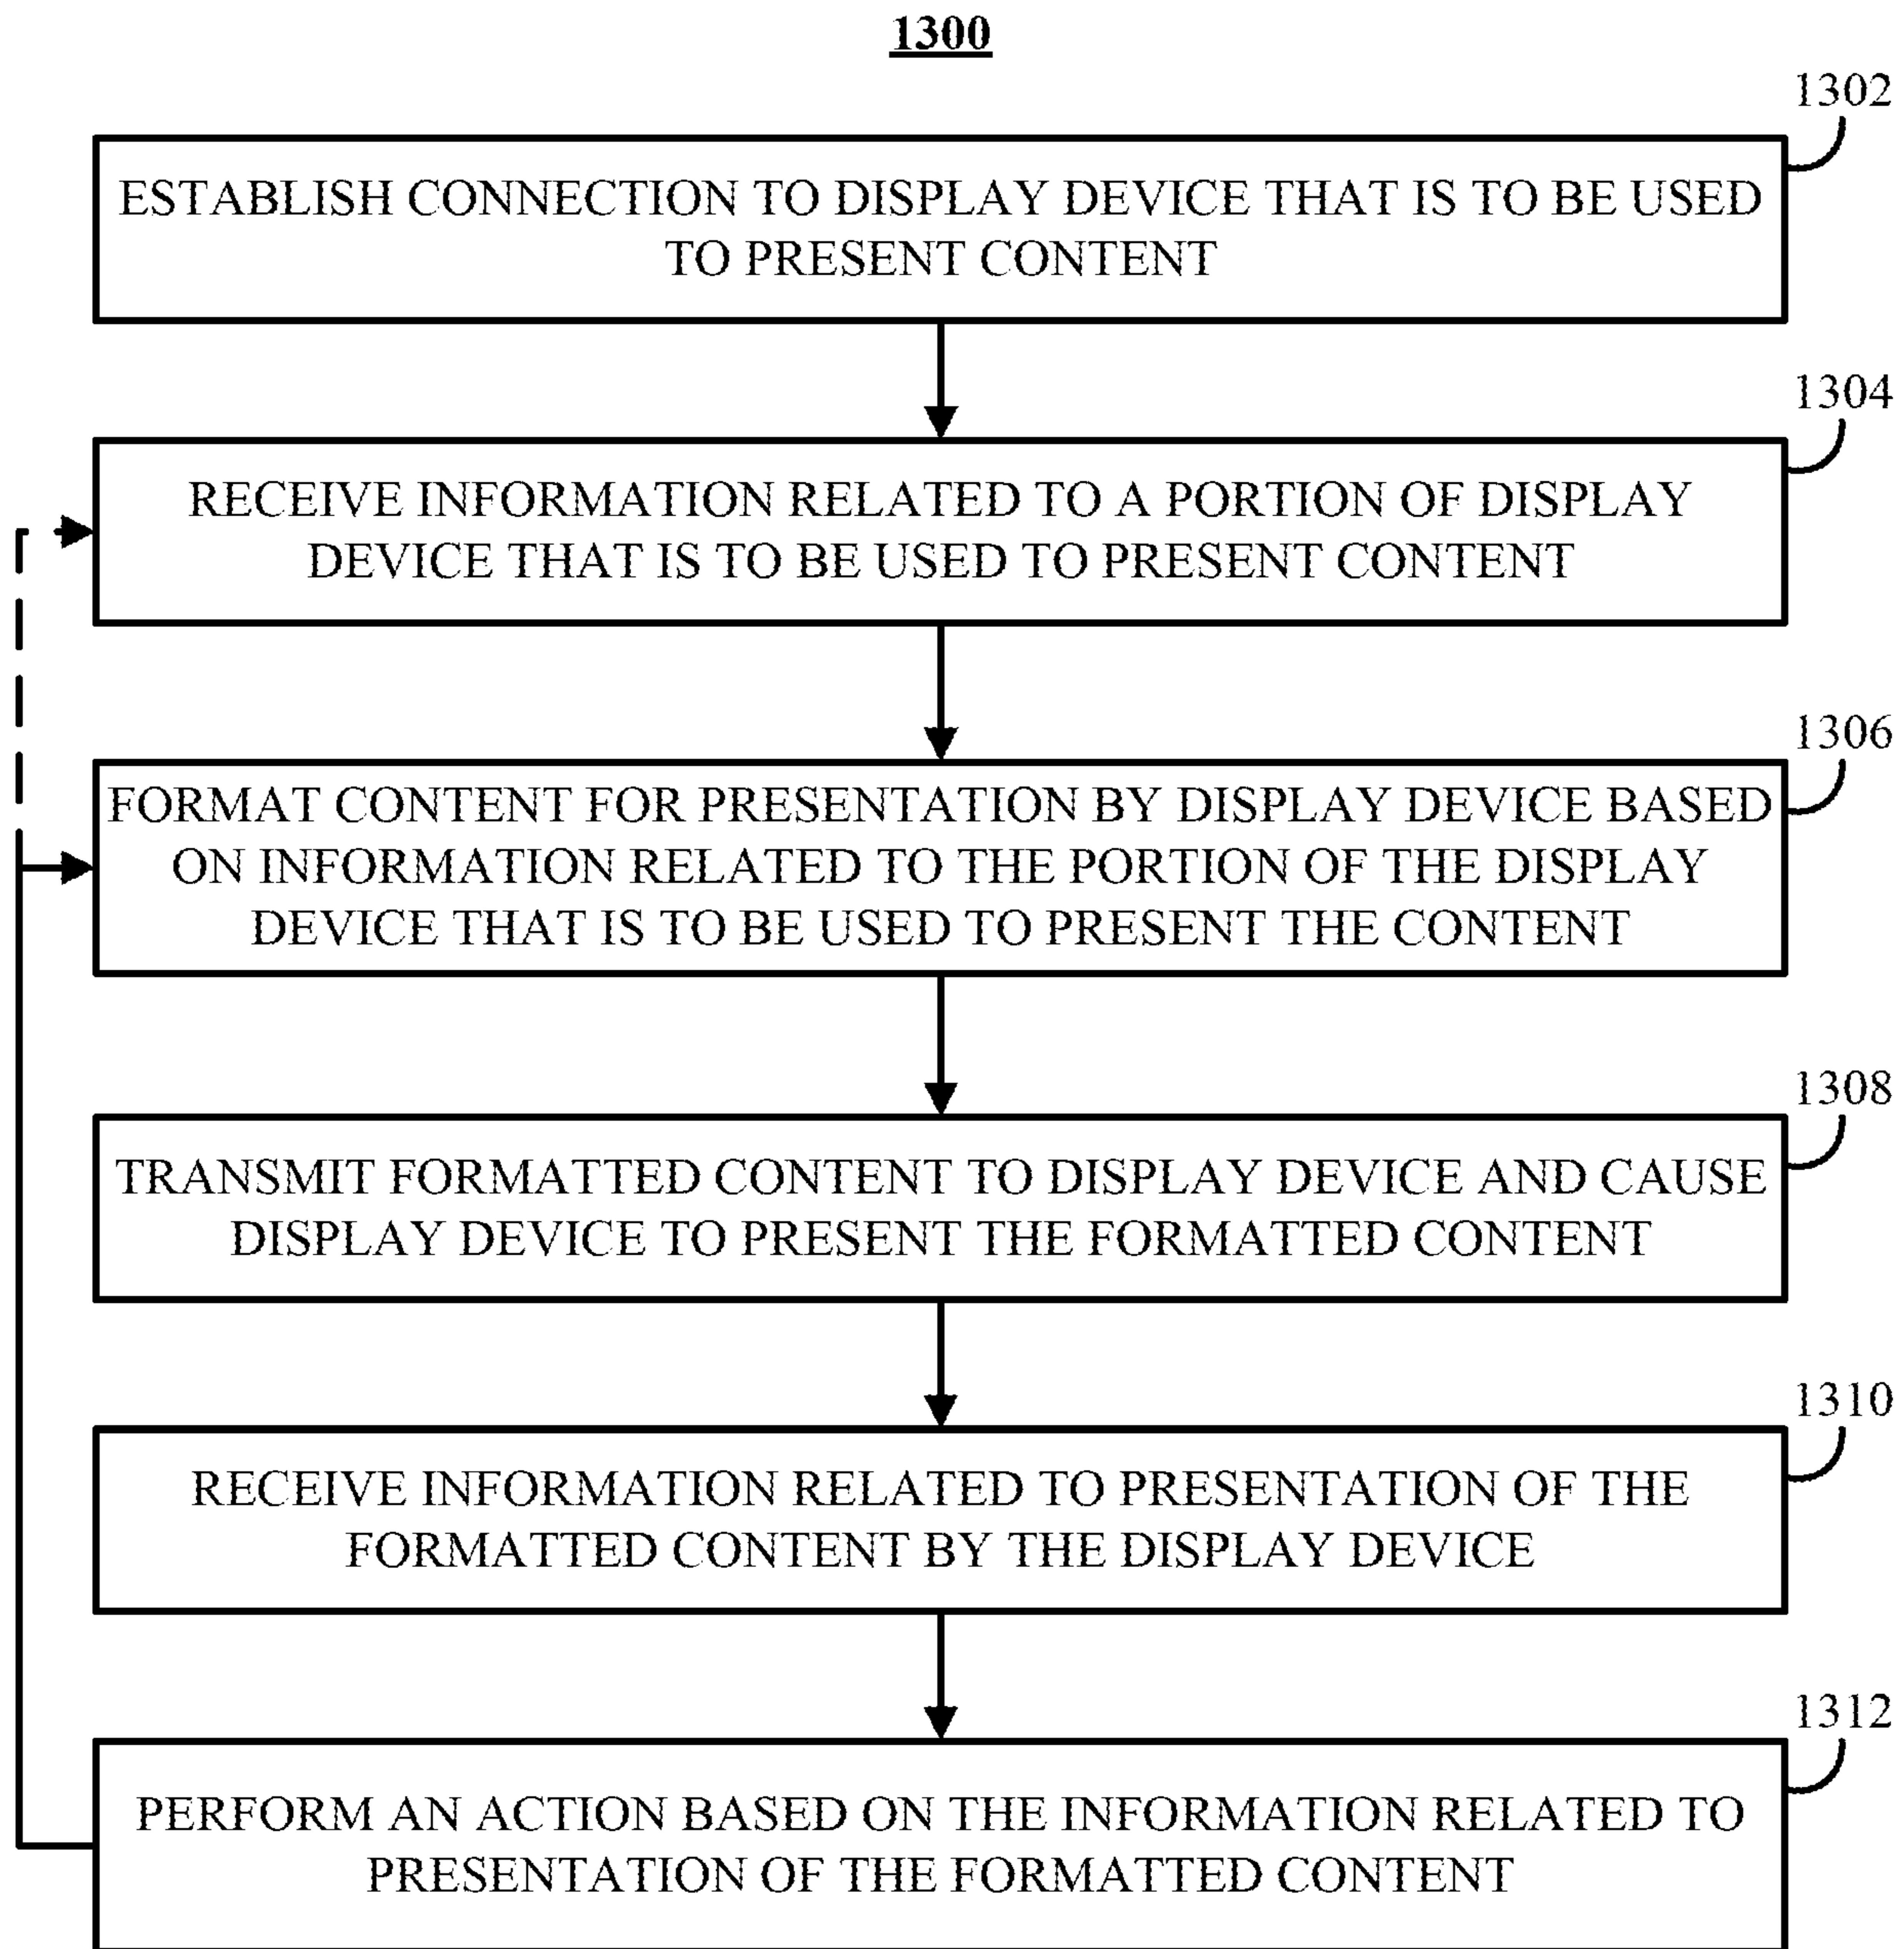 1300
1302
ESTABLISH CONNECTION TO DISPLAY DEVICE THAT IS TO BE USED
TO PRESENT CONTENT
1304
RECEIVE INFORMATION RELATED TO A PORTION OF DISPLAY
DEVICE THAT IS TO BE USED TO PRESENT CONTENT
1306
FORMAT CONTENT FOR PRESENTATION BY DISPLAY DEVICE BASED
ON INFORMATION RELATED TO THE PORTION OF THE DISPLAY
DEVICE THAT IS TO BE USED TO PRESENT THE CONTENT
1308
TRANSMIT FORMATTED CONTENT TO DISPLAY DEVICE AND CAUSE
DISPLAY DEVICE TO PRESENT THE FORMATTED CONTENT
1310
RECEIVE INFORMATION RELATED TO PRESENTATION OF THE
FORMATTED CONTENT BY THE DISPLAY DEVICE
1312
PERFORM AN ACTION BASED ON THE INFORMATION RELATED TO
PRESENTATION OF THE FORMATTED CONTENT